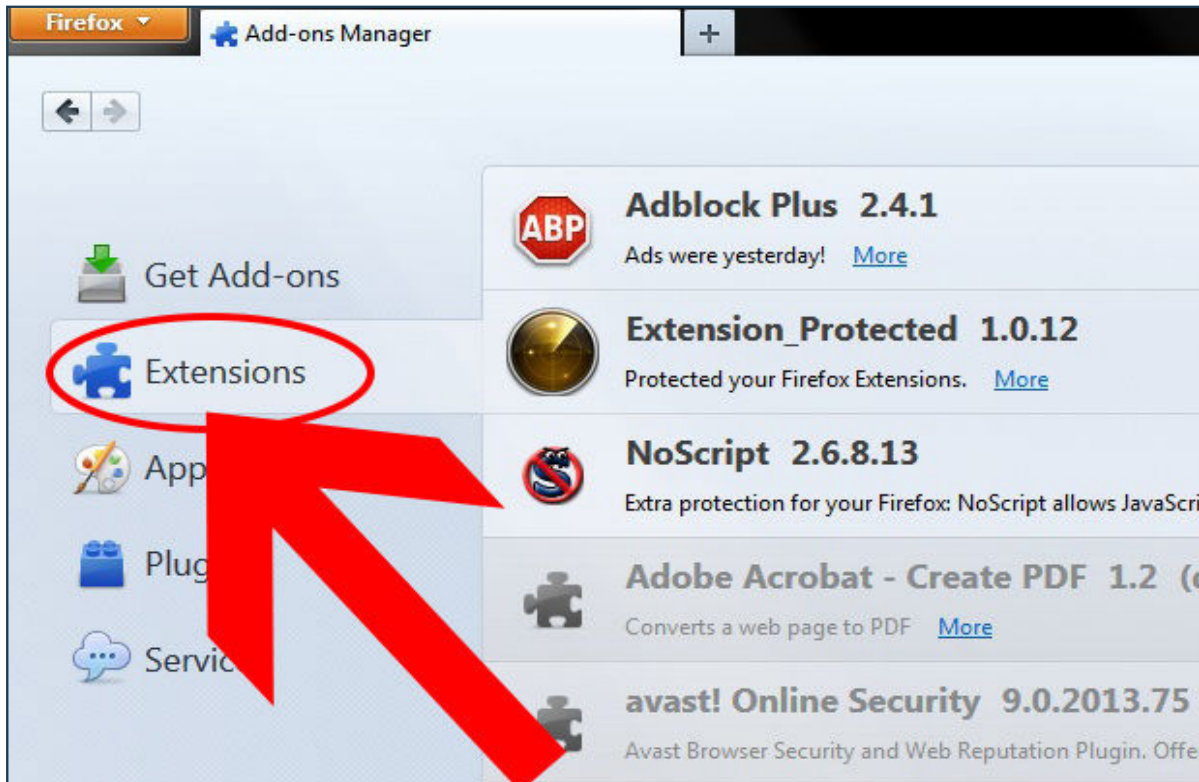 Firefox
Add-ons Manager
Get Add-ons
Extensions
App
Plug
Servic
ABP
Adblock Plus 2.4.1
Ads were yesterday! More
Extension_Protected 1.0.12
Protected your Firefox Extensions. More
NoScript 2.6.8.13
Extra protection for your Firefox: NoScript allows JavaScri
Adobe Acrobat - Create PDF 1.2 (
Converts a web page to PDF More
avast! Online Security 9.0.2013.75
Avast Browser Security and Web Reputation Plugin. Offe